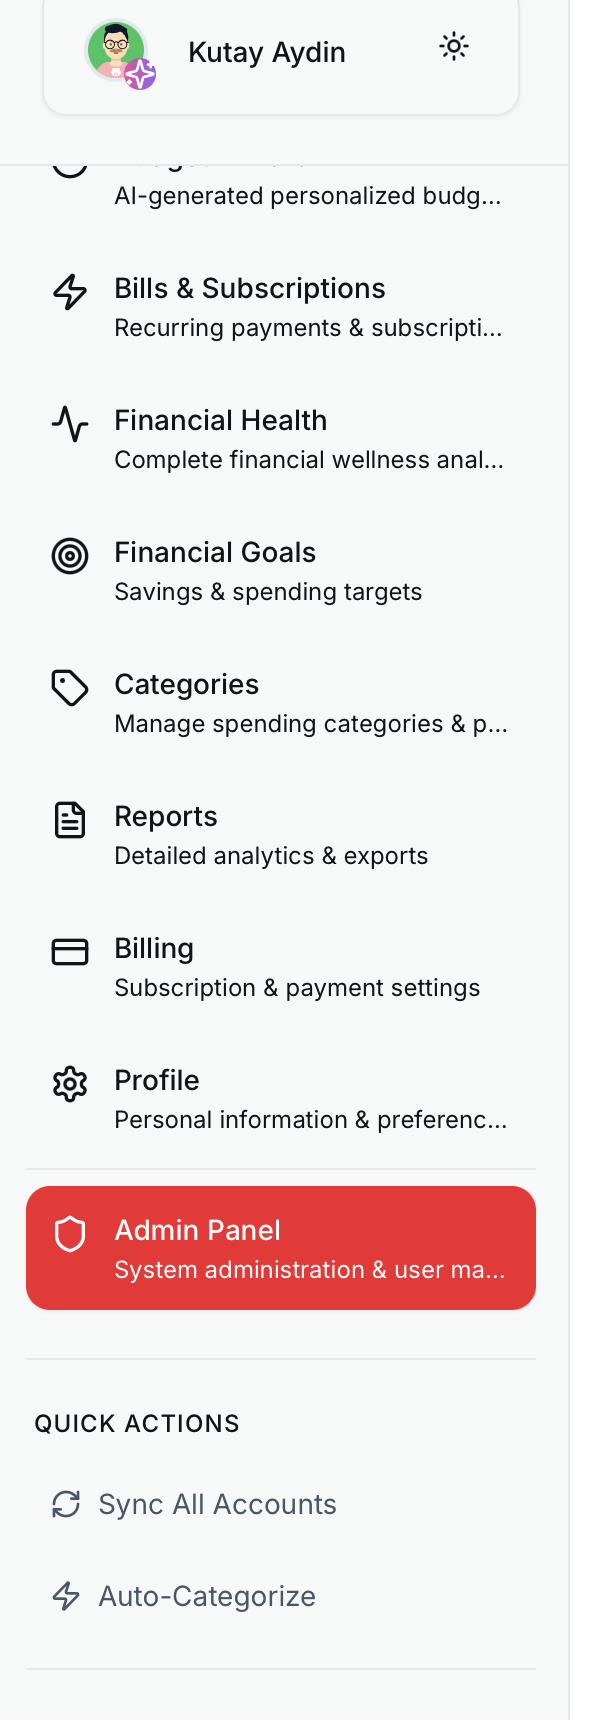 Kutay Aydin
AI-generated personalized budg...
Bills & Subscriptions
Recurring payments & subscripti...
Financial Health
Complete financial wellness anal...
Financial Goals
Savings & spending targets
Categories
Manage spending categories & p...
Reports
Detailed analytics & exports
Billing
Subscription & payment settings
Profile
Personal information & preferenc...
Admin Panel
System administration & user ma...
QUICK ACTIONS
Sync All Accounts
Auto-Categorize